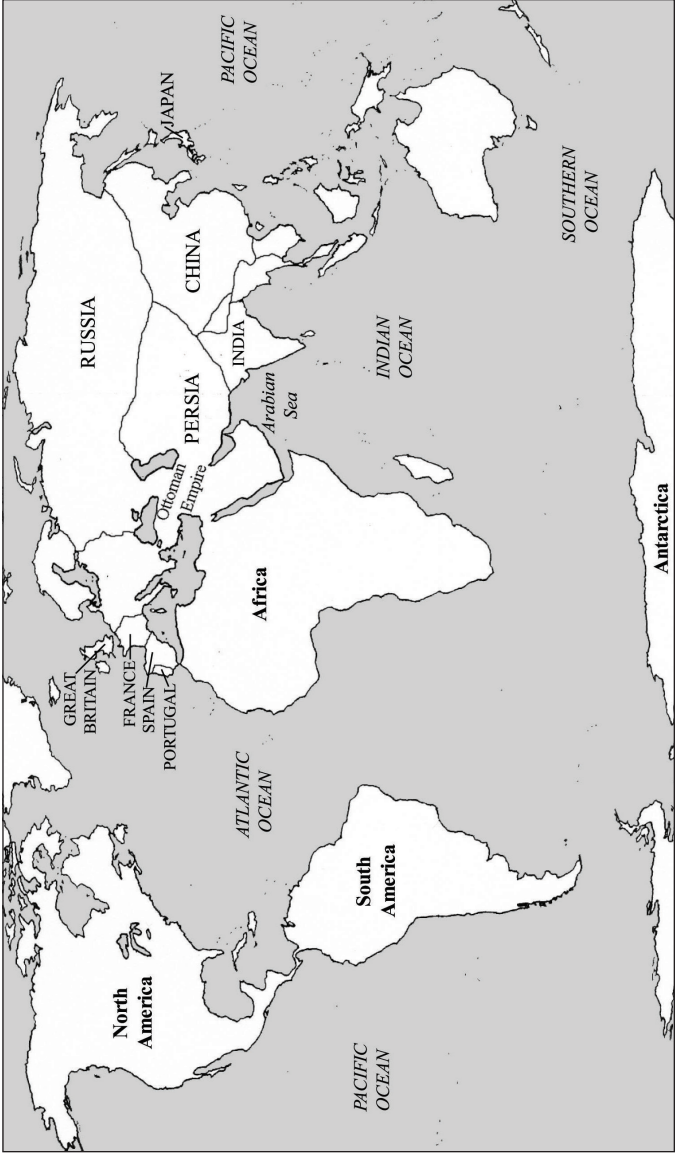 PACIFIC
OCEAN
North
America
South
America
ATLANTIC
OCEAN
GREAT
BRITAIN
FRANCE
SPAIN
PORTUGAL
Africa
Antarctica
RUSSIA
Ottoman
Empire
PERSIA
Arabian
Sea
INDIA
CHINA
JAPAN
INDIAN
OCEAN
SOUTHERN
OCEAN
PACIFIC
OCEAN